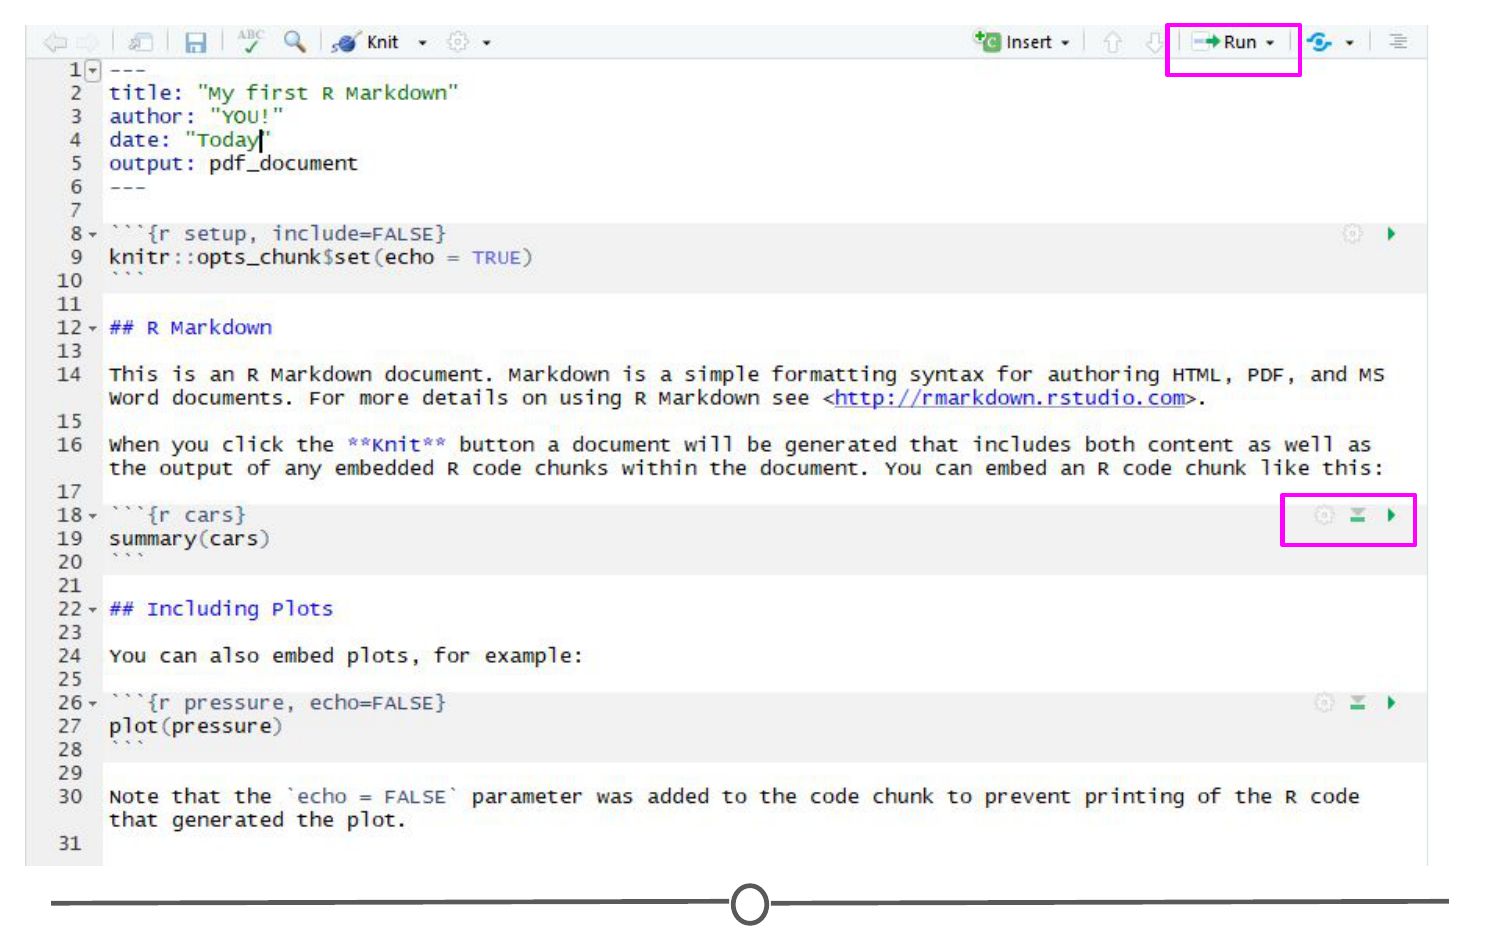 ABC Knit Insert Run
1 ---
2 title: "My first R Markdown"
3 author: "YOU!"
4 date: "Today"
5 output: pdf_document
6 ---
7
8 ```{r setup, include=FALSE}
9 knitr::opts_chunk$set(echo = TRUE)
10 ```
11
12 ## R Markdown
13
14 This is an R Markdown document. Markdown is a simple formatting syntax for authoring HTML, PDF, and MS
Word documents. For more details on using R Markdown see <http://rmarkdown.rstudio.com>.
15
16 When you click the **Knit** button a document will be generated that includes both content as well as
the output of any embedded R code chunks within the document. You can embed an R code chunk like this:
17
18 ```{r cars}
19 summary(cars)
20 ```
21
22 ## Including Plots
23
24 You can also embed plots, for example:
25
26 ```{r pressure, echo=FALSE}
27 plot(pressure)
28 ```
29
30 Note that the `echo = FALSE` parameter was added to the code chunk to prevent printing of the R code
that generated the plot.
31